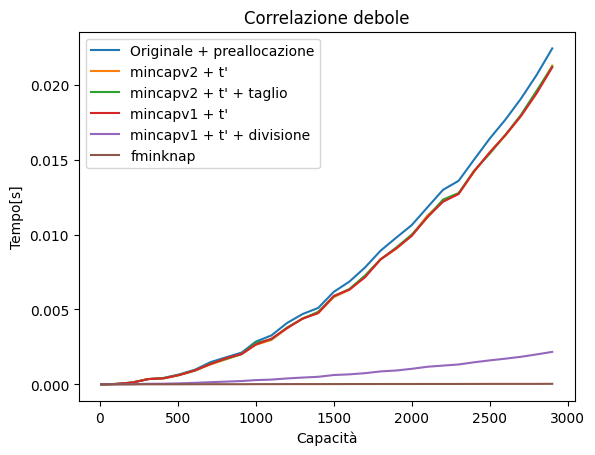 Correlazione debole
Originale + preallocazione
mincapv2 + t'
mincapv2 + t' + taglio
mincapv1 + t'
mincapv1 + t' + divisione
fminknap
Tempo[s]
0.020
0.015
0.010
0.005
0.000
0 500 1000 1500 2000 2500 3000
Capacità